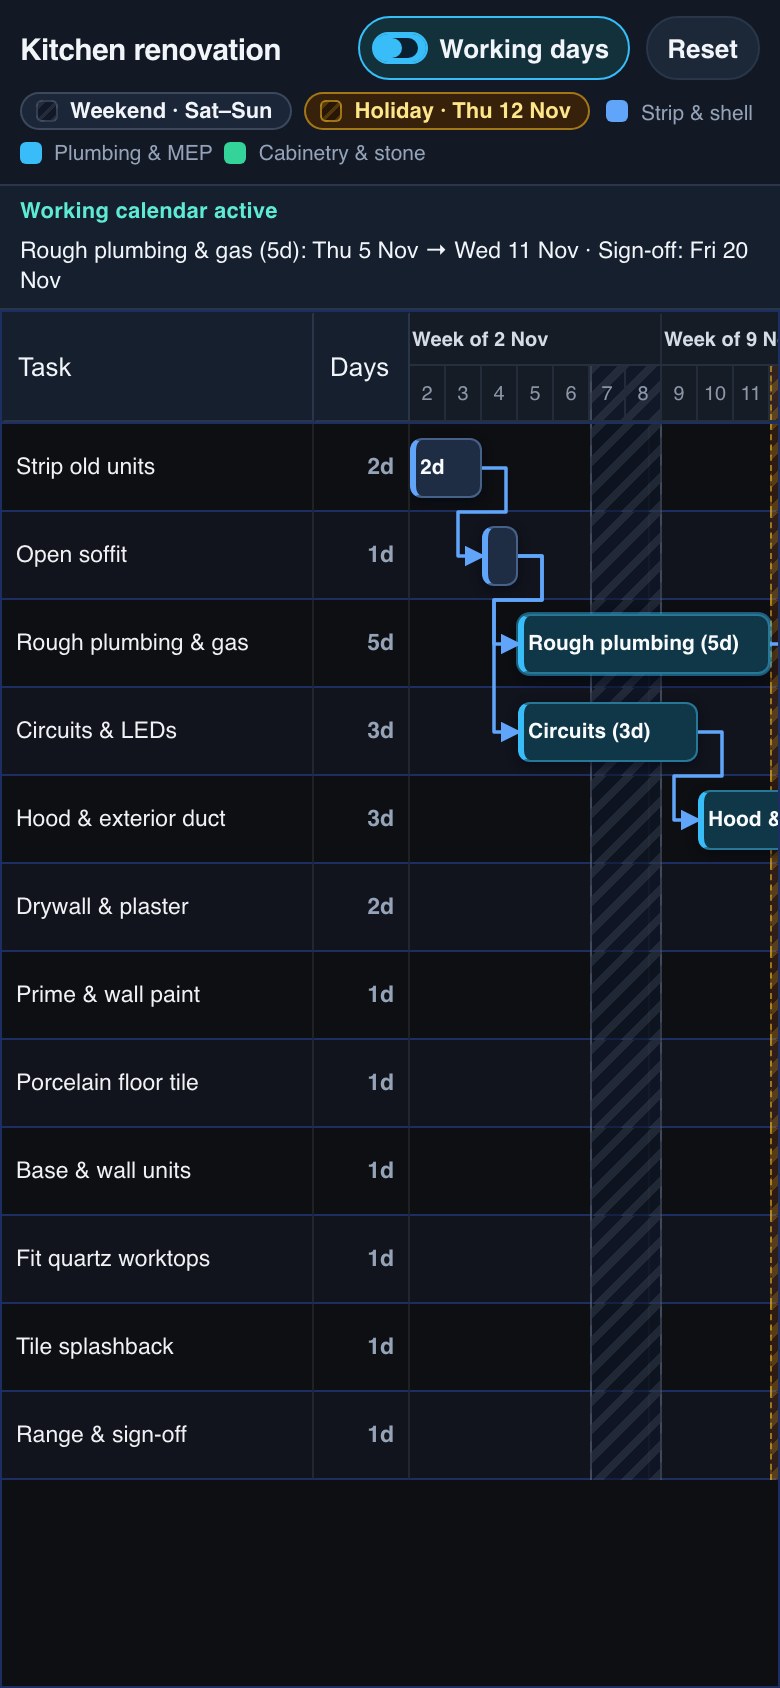 Kitchen renovation
Working days
Reset
Weekend · Sat–Sun
Holiday · Thu 12 Nov
Strip & shell
Plumbing & MEP
Cabinetry & stone
Working calendar active
Rough plumbing & gas (5d): Thu 5 Nov → Wed 11 Nov · Sign-off: Fri 20
Nov
Task
Days
Week of 2 Nov
Week of 9 N
2 3 4 5 6 7 8 9 10 11
Strip old units 2d 2d
Open soffit 1d
Rough plumbing & gas 5d Rough plumbing (5d)
Circuits & LEDs 3d Circuits (3d)
Hood & exterior duct 3d Hood &
Drywall & plaster 2d
Prime & wall paint 1d
Porcelain floor tile 1d
Base & wall units 1d
Fit quartz worktops 1d
Tile splashback 1d
Range & sign-off 1d